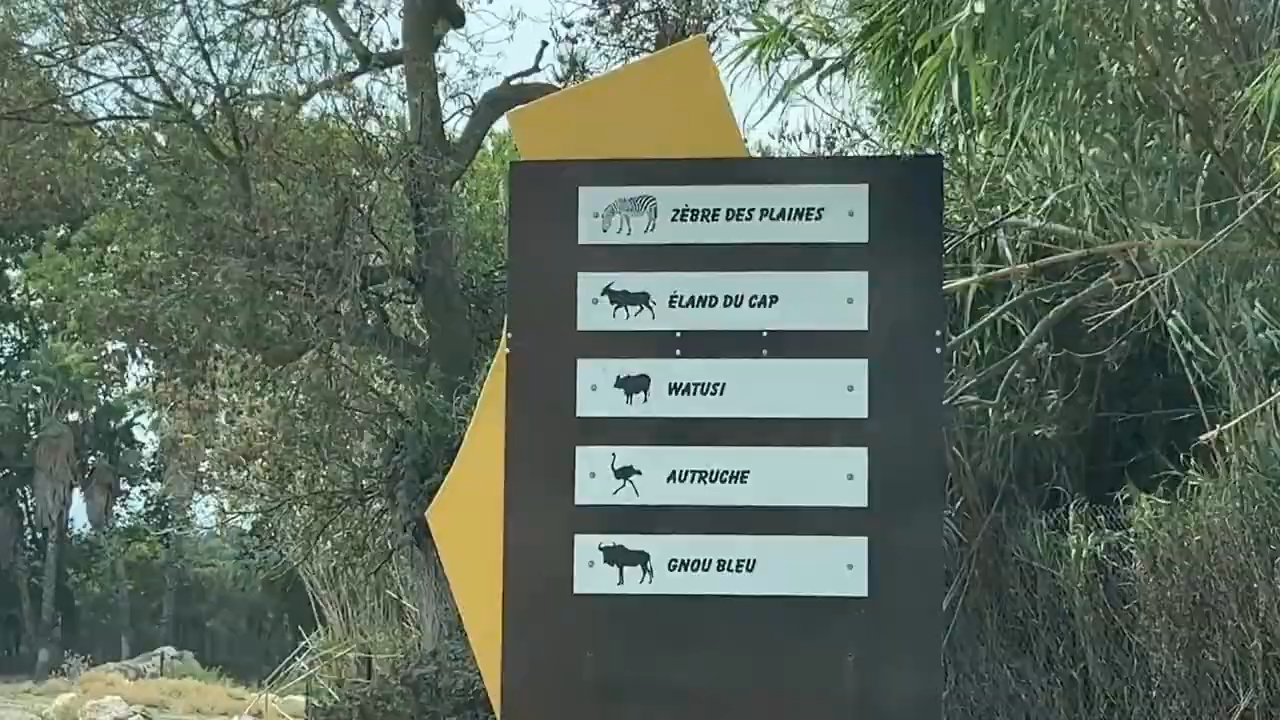 ZÈBRE DES PLAINES
ÉLAND DU CAP
WATUSI
AUTRUCHE
GNOU BLEU